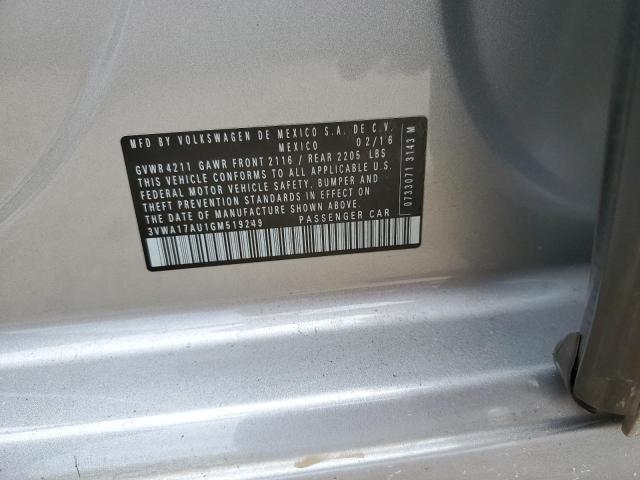 MFD BY VOLKSWAGEN DE MEXICO S.A. DE C.V.
MEXICO 02/16
GVWR 4211 GAWR FRONT 2116 / REAR 2205 LBS
THIS VEHICLE CONFORMS TO ALL APPLICABLE U.S.
FEDERAL MOTOR VEHICLE SAFETY, BUMPER AND
THEFT PREVENTION STANDARDS IN EFFECT ON
THE DATE OF MANUFACTURE SHOWN ABOVE
3VWA17AU1GM519249 PASSENGER CAR
0733071 3143 M